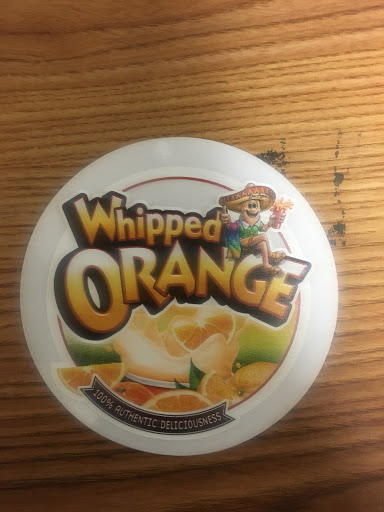 Whipped
ORANGE
100% AUTHENTIC DELICIOUSNESS